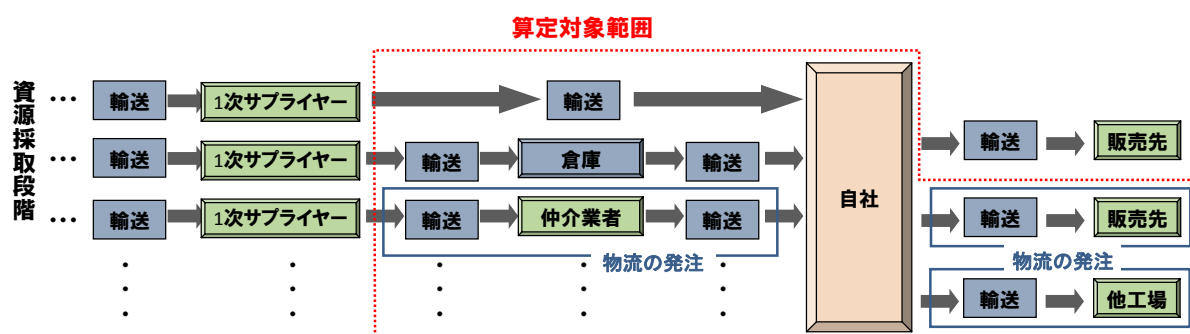 算定対象範囲
資源採取段階
… 輸送 1次サプライヤー 輸送
… 輸送 1次サプライヤー 輸送 倉庫 輸送
… 輸送 1次サプライヤー 輸送 仲介業者 輸送
物流の発注
自社
輸送 販売先
輸送 販売先
物流の発注
輸送 他工場